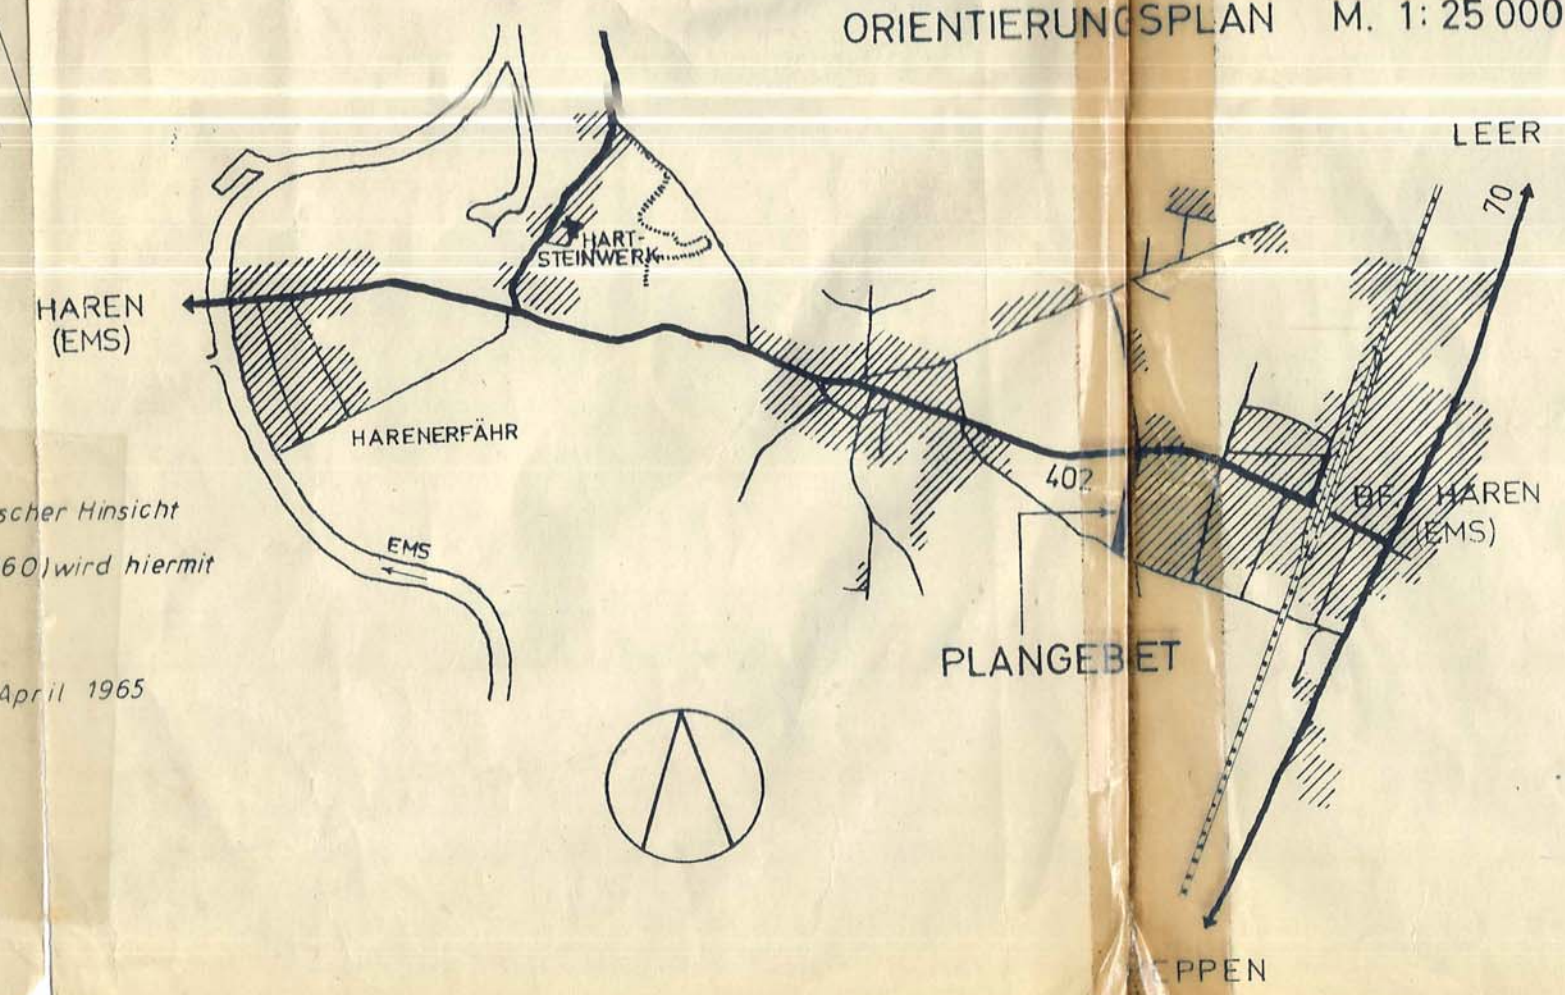 ORIENTIERUNGSPLAN M. 1:25 000
LEER
70
HART-
STEINWERK
HAREN
(EMS)
HARENERFÄHR
402
BF. HAREN
(EMS)
scher Hinsicht
EMS
60) wird hiermit
PLANGEBIET
April 1965
EPPEN